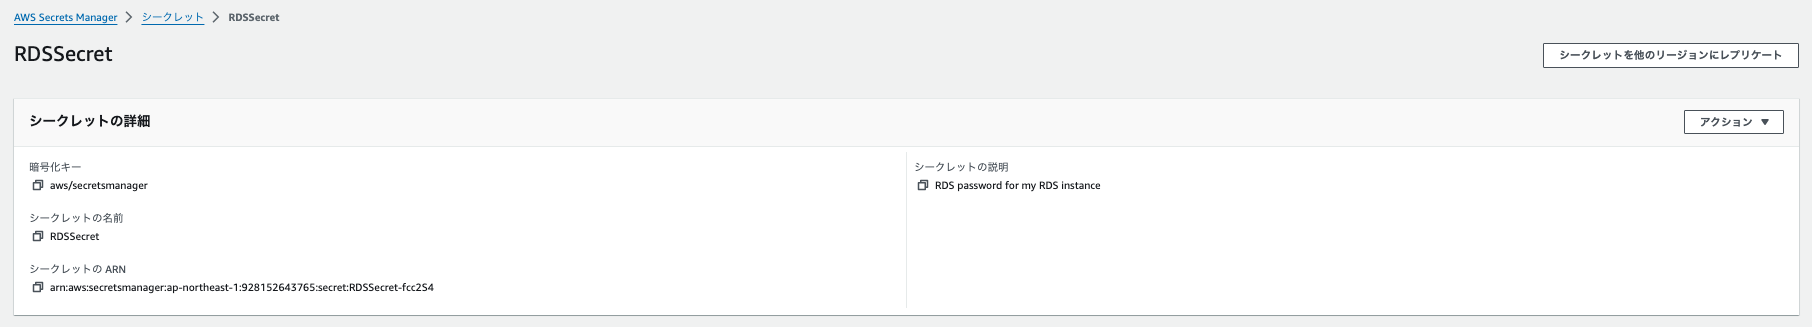 AWS Secrets Manager > シークレット > RDSSecret
RDSSecret
シークレットを他のリージョンにレプリケート
シークレットの詳細
アクション ▼
暗号化キー
aws/secretsmanager
シークレットの名前
RDSSecret
シークレットの ARN
arn:aws:secretsmanager:ap-northeast-1:928152643765:secret:RDSSecret-fcc2S4
シークレットの説明
RDS password for my RDS instance